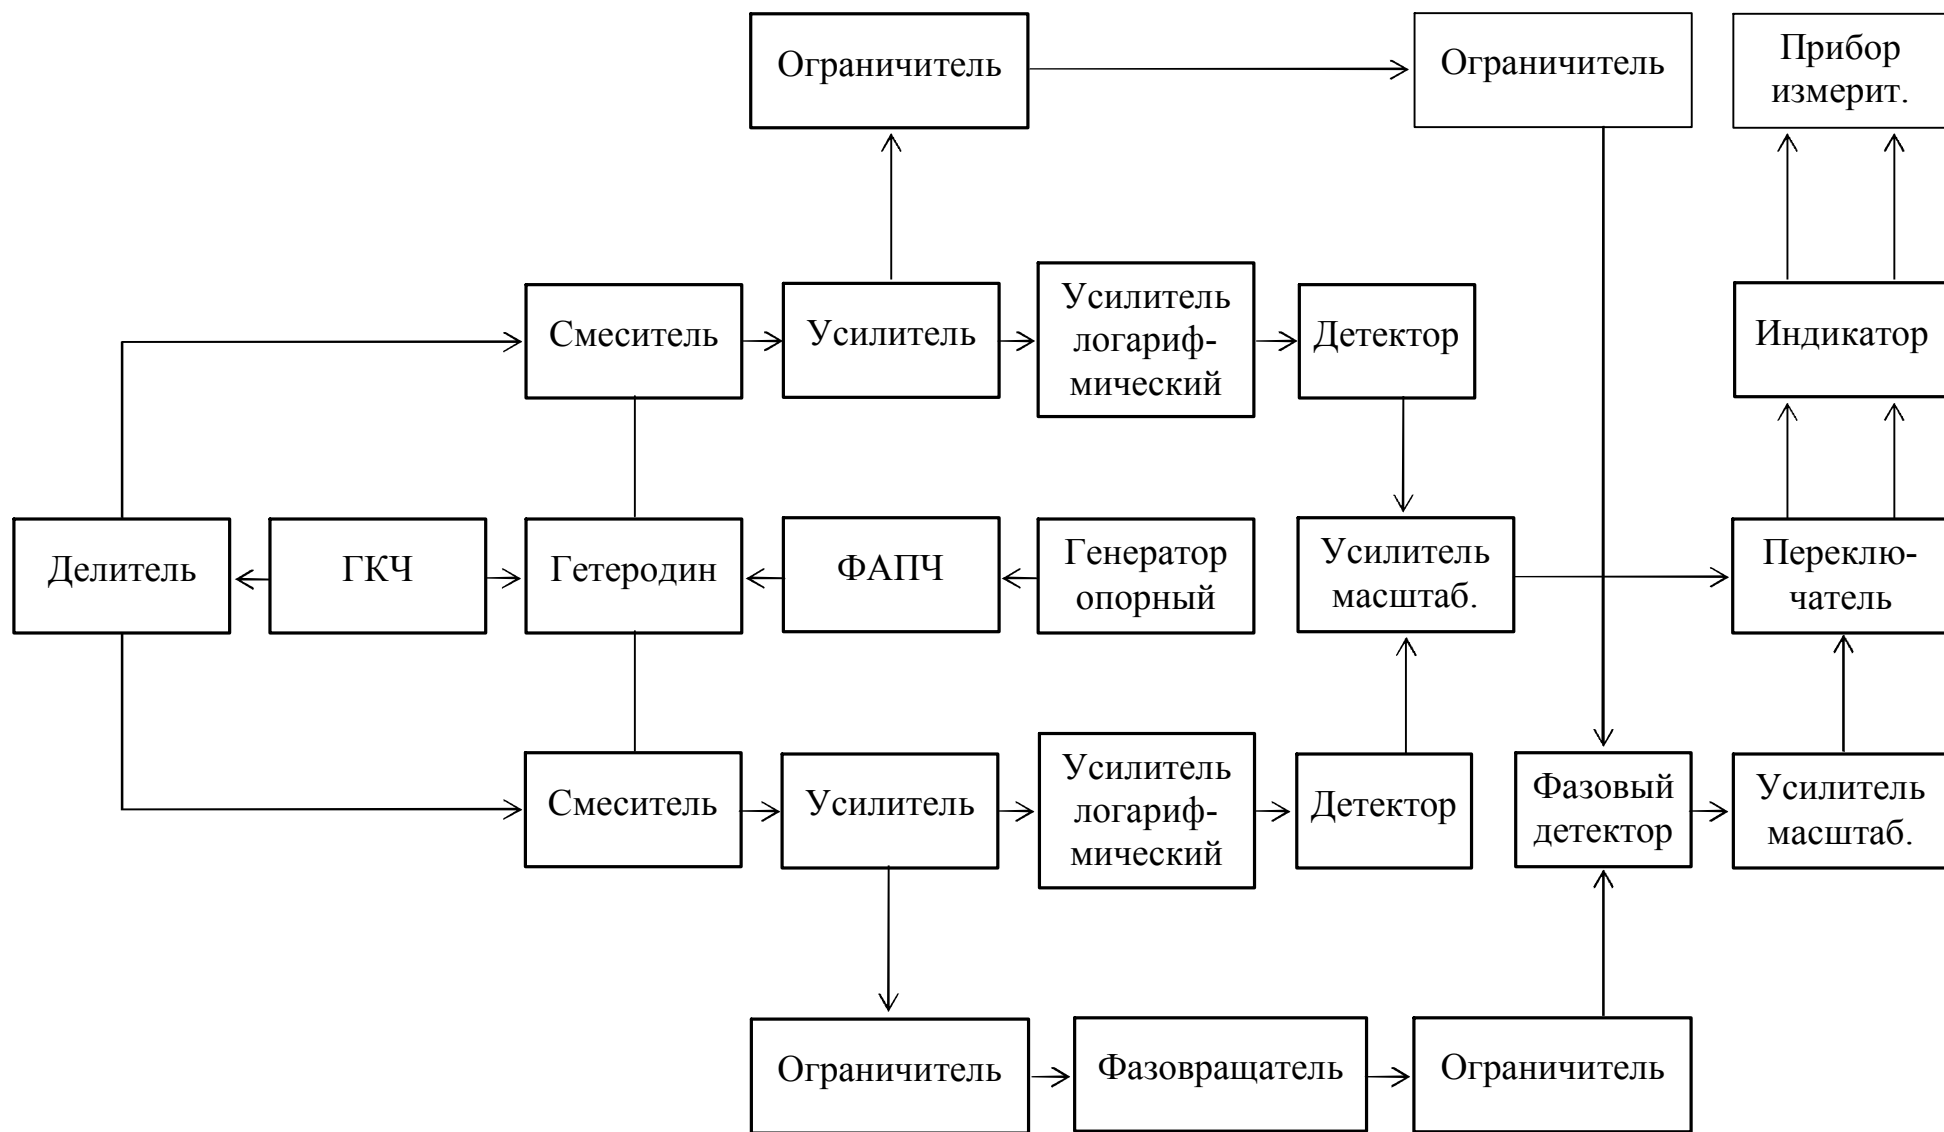 Ограничитель
Ограничитель
Прибор
измерит.
Смеситель
Усилитель
Усилитель
логариф-
мический
Детектор
Индикатор
Делитель
ГКЧ
Гетеродин
ФАПЧ
Генератор
опорный
Усилитель
масштаб.
Переклю-
чатель
Смеситель
Усилитель
Усилитель
логариф-
мический
Детектор
Фазовый
детектор
Усилитель
масштаб.
Ограничитель
Фазовращатель
Ограничитель